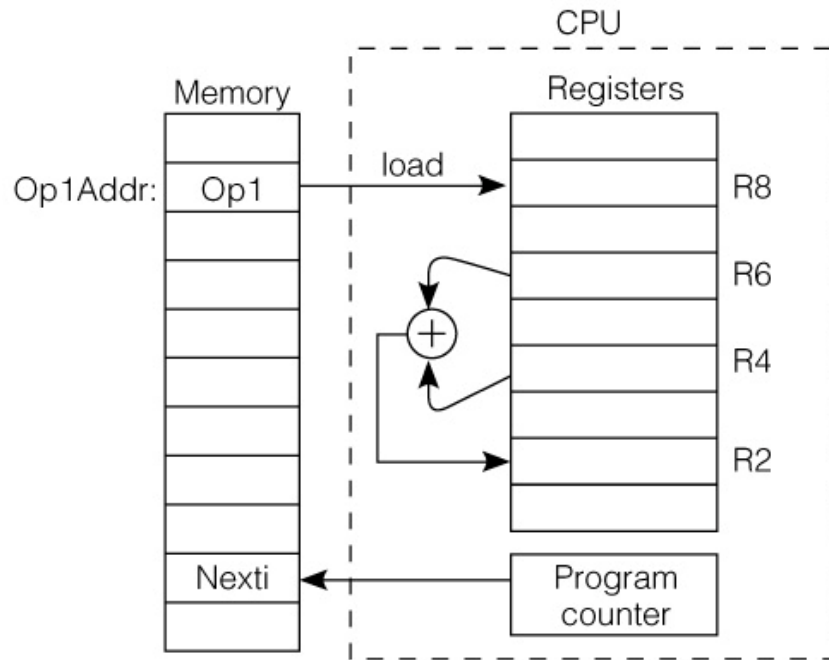 CPU
Memory
Registers
Op1Addr:
Op1
load
R8
R6
+
R4
R2
Nexti
Program
counter